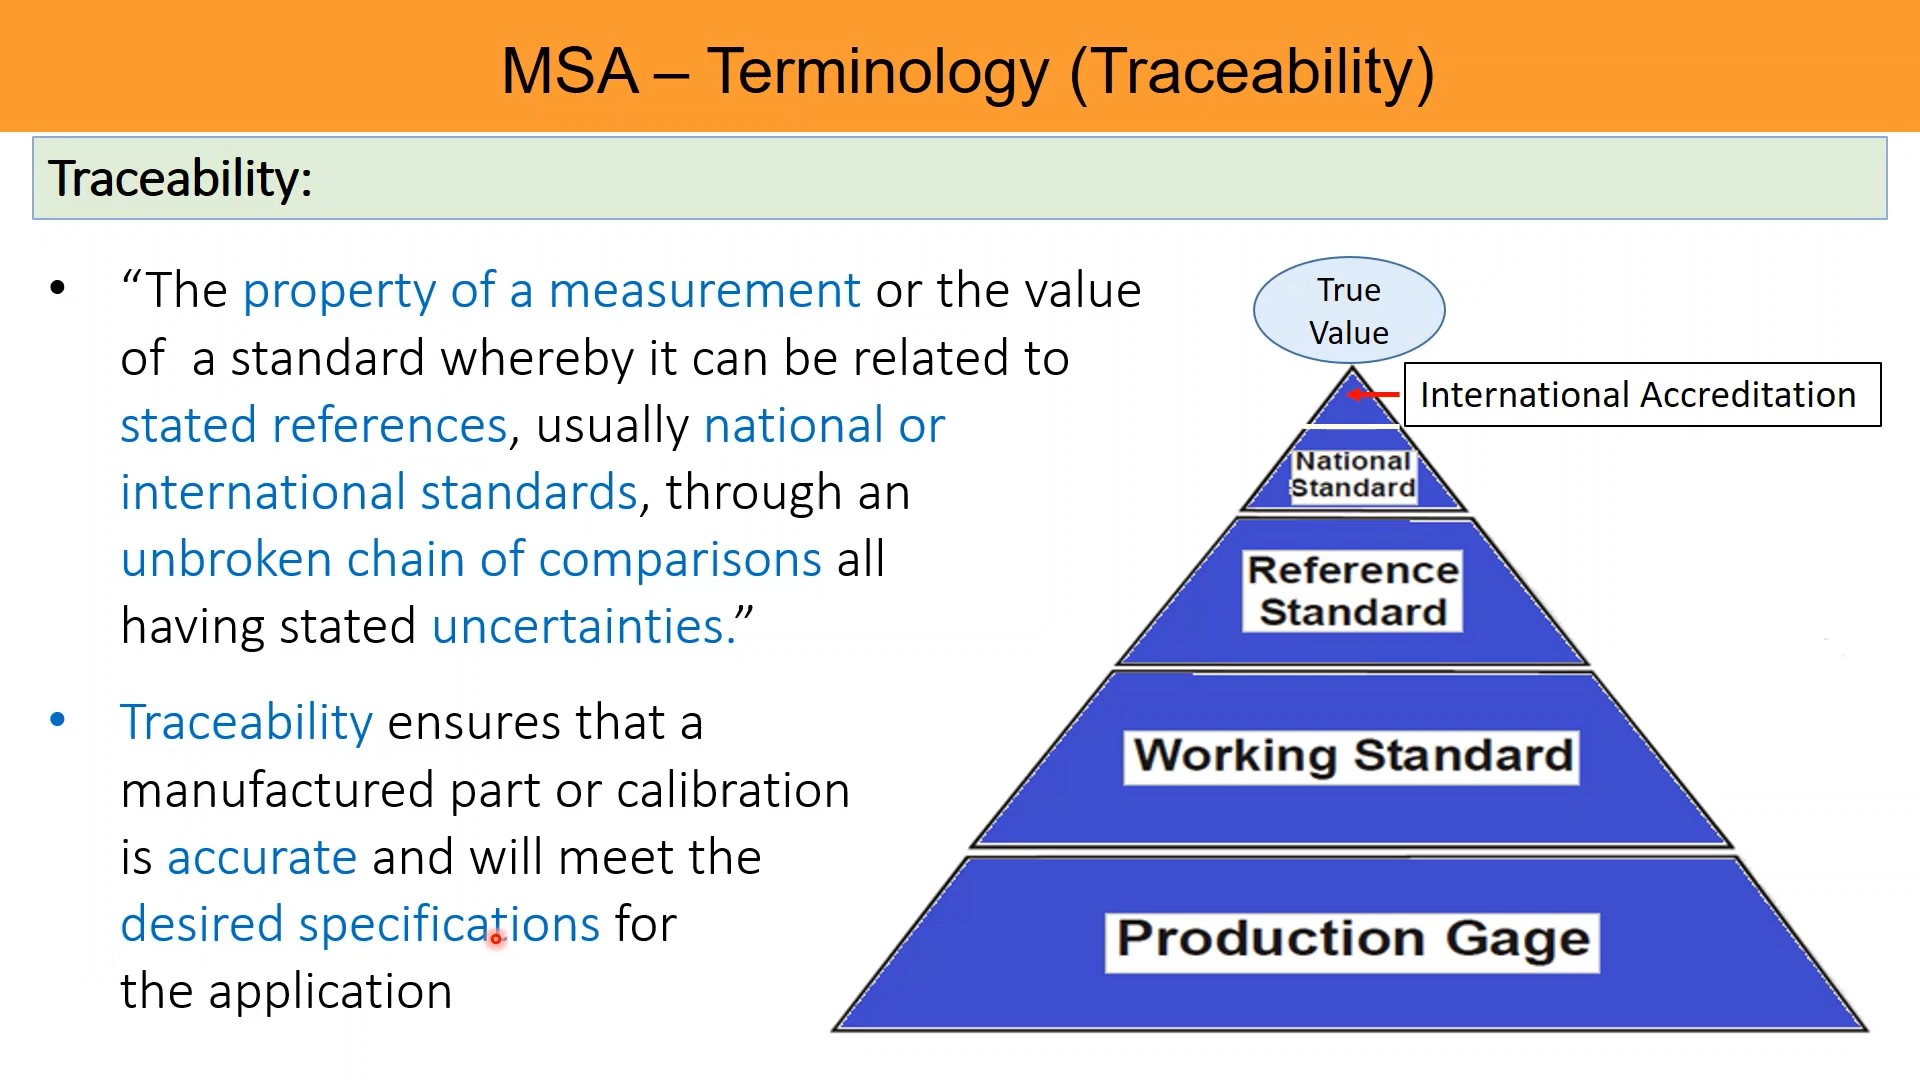 MSA – Terminology (Traceability)
Traceability:
• “The property of a measurement or the value
of a standard whereby it can be related to
stated references, usually national or
international standards, through an
unbroken chain of comparisons all
having stated uncertainties.”
• Traceability ensures that a
manufactured part or calibration
is accurate and will meet the
desired specifications for
the application
True
Value
International Accreditation
National
Standard
Reference
Standard
Working Standard
Production Gage